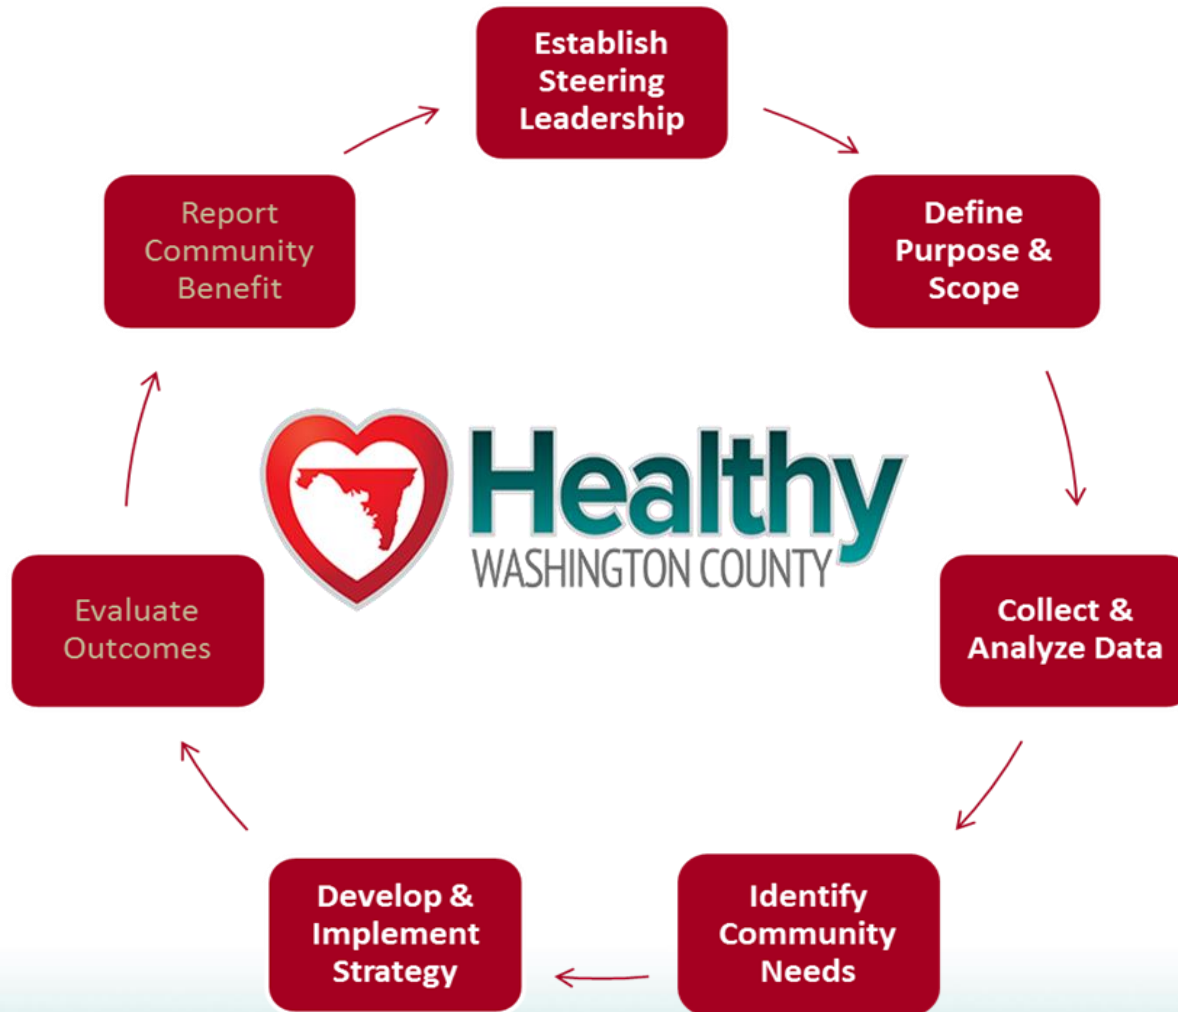 Establish
Steering
Leadership
Define
Purpose &
Scope
Collect &
Analyze Data
Identify
Community
Needs
Develop &
Implement
Strategy
Evaluate
Outcomes
Report
Community
Benefit
Healthy
WASHINGTON COUNTY